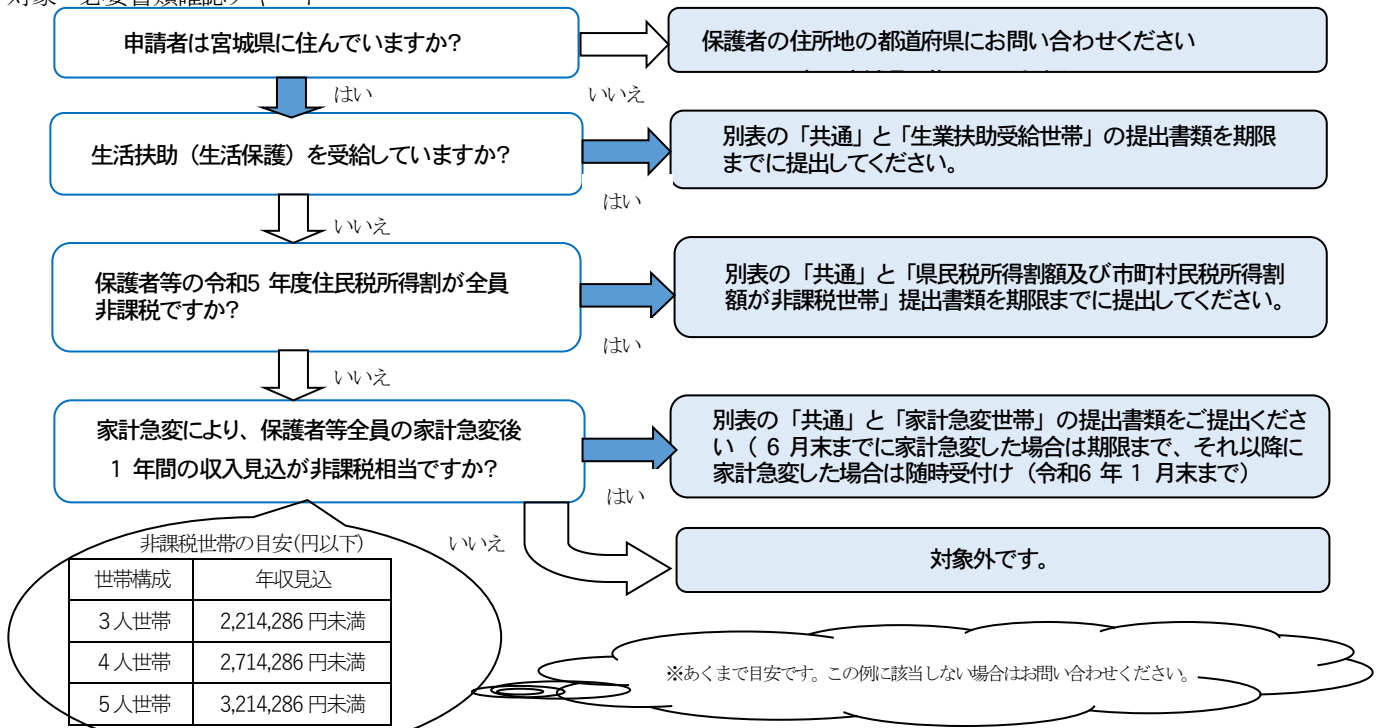 申請者は宮城県に住んでいますか?
保護者の住所地の都道府県にお問い合わせください
はい
いいえ
生活扶助（生活保護）を受給していますか?
別表の「共通」と「生業扶助受給世帯」の提出書類を期限
までに提出してください。
はい
いいえ
保護者等の令和5 年度住民税所得割が全員
非課税ですか?
別表の「共通」と「県民税所得割額及び市町村民税所得割
額が非課税世帯」提出書類を期限までに提出してください。
はい
いいえ
家計急変により、保護者等全員の家計急変後
1 年間の収入見込が非課税相当ですか?
別表の「共通」と「家計急変世帯」の提出書類をご提出くださ
い（ 6 月末までに家計急変した場合は期限まで、それ以降に
家計急変した場合は随時受付け（令和6 年 1 月末まで）
はい
いいえ
対象外です。
非課税世帯の目安(円以下)
世帯構成 年収見込
3人世帯 2,214,286 円未満
4人世帯 2,714,286 円未満
5人世帯 3,214,286 円未満
※あくまで目安です。この例に該当しない場合はお問い合わせください。